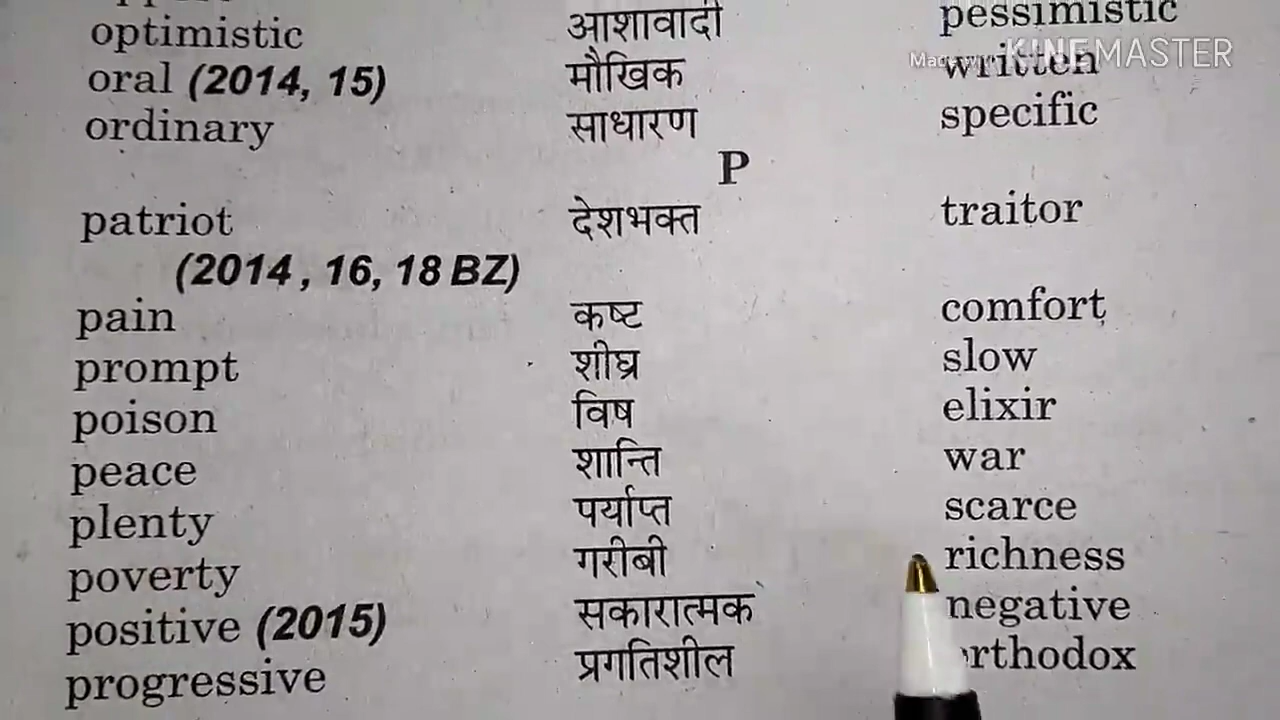 optimistic आशावादी pessimistic
oral (2014, 15) मौखिक written
ordinary साधारण specific
P
patriot देशभक्त traitor
(2014, 16, 18 BZ)
pain कष्ट comfort
prompt शीघ्र slow
poison विष elixir
peace शान्ति war
plenty पर्याप्त scarce
poverty गरीबी richness
positive (2015) सकारात्मक negative
progressive प्रगतिशील orthodox
KINEMASTER